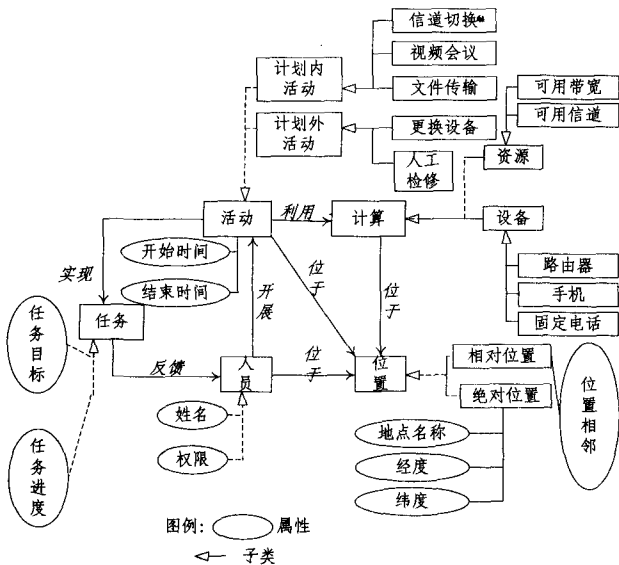 信道切换
视频会议
文件传输
计划内
活动
计划外
活动
更换设备
人工
检修
可用带宽
可用信道
资源
活动
利用
计算
设备
开始时间
结束时间
实现
开展
位于
位于
路由器
手机
固定电话
任务
目标
任务
反馈
人员
位于
位置
相对位置
绝对位置
位置相邻
姓名
权限
地点名称
经度
纬度
任务
进度
图例:
属性
子类